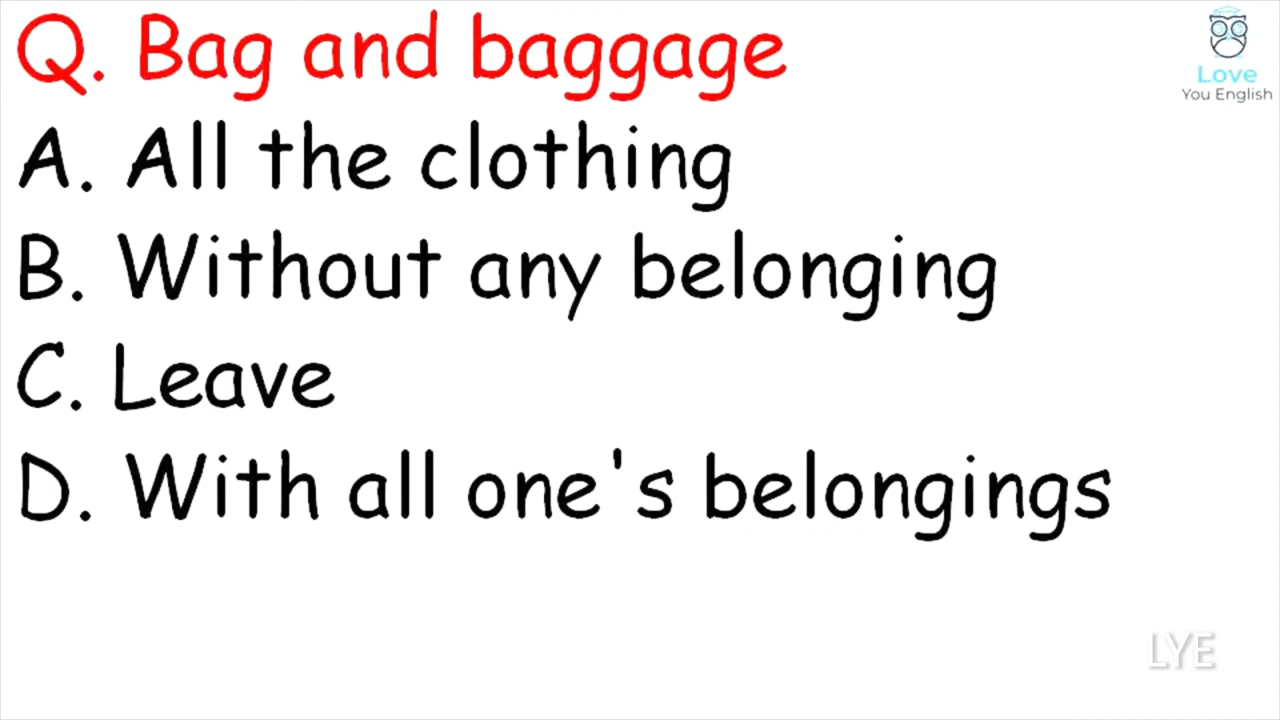 Q. Bag and baggage
Love
You English
A. All the clothing
B. Without any belonging
C. Leave
D. With all one's belongings
LYE